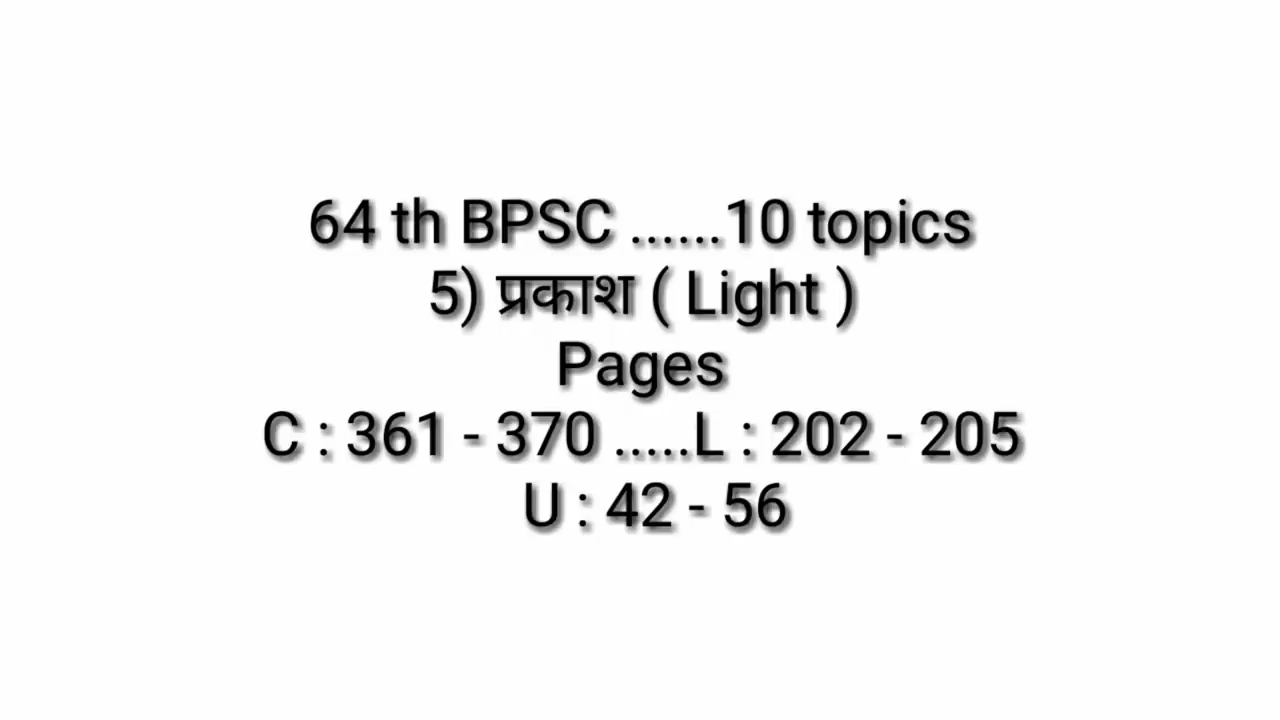 64 th BPSC ......10 topics
5) प्रकाश ( Light )
Pages
C : 361 - 370 .....L : 202 - 205
U : 42 - 56